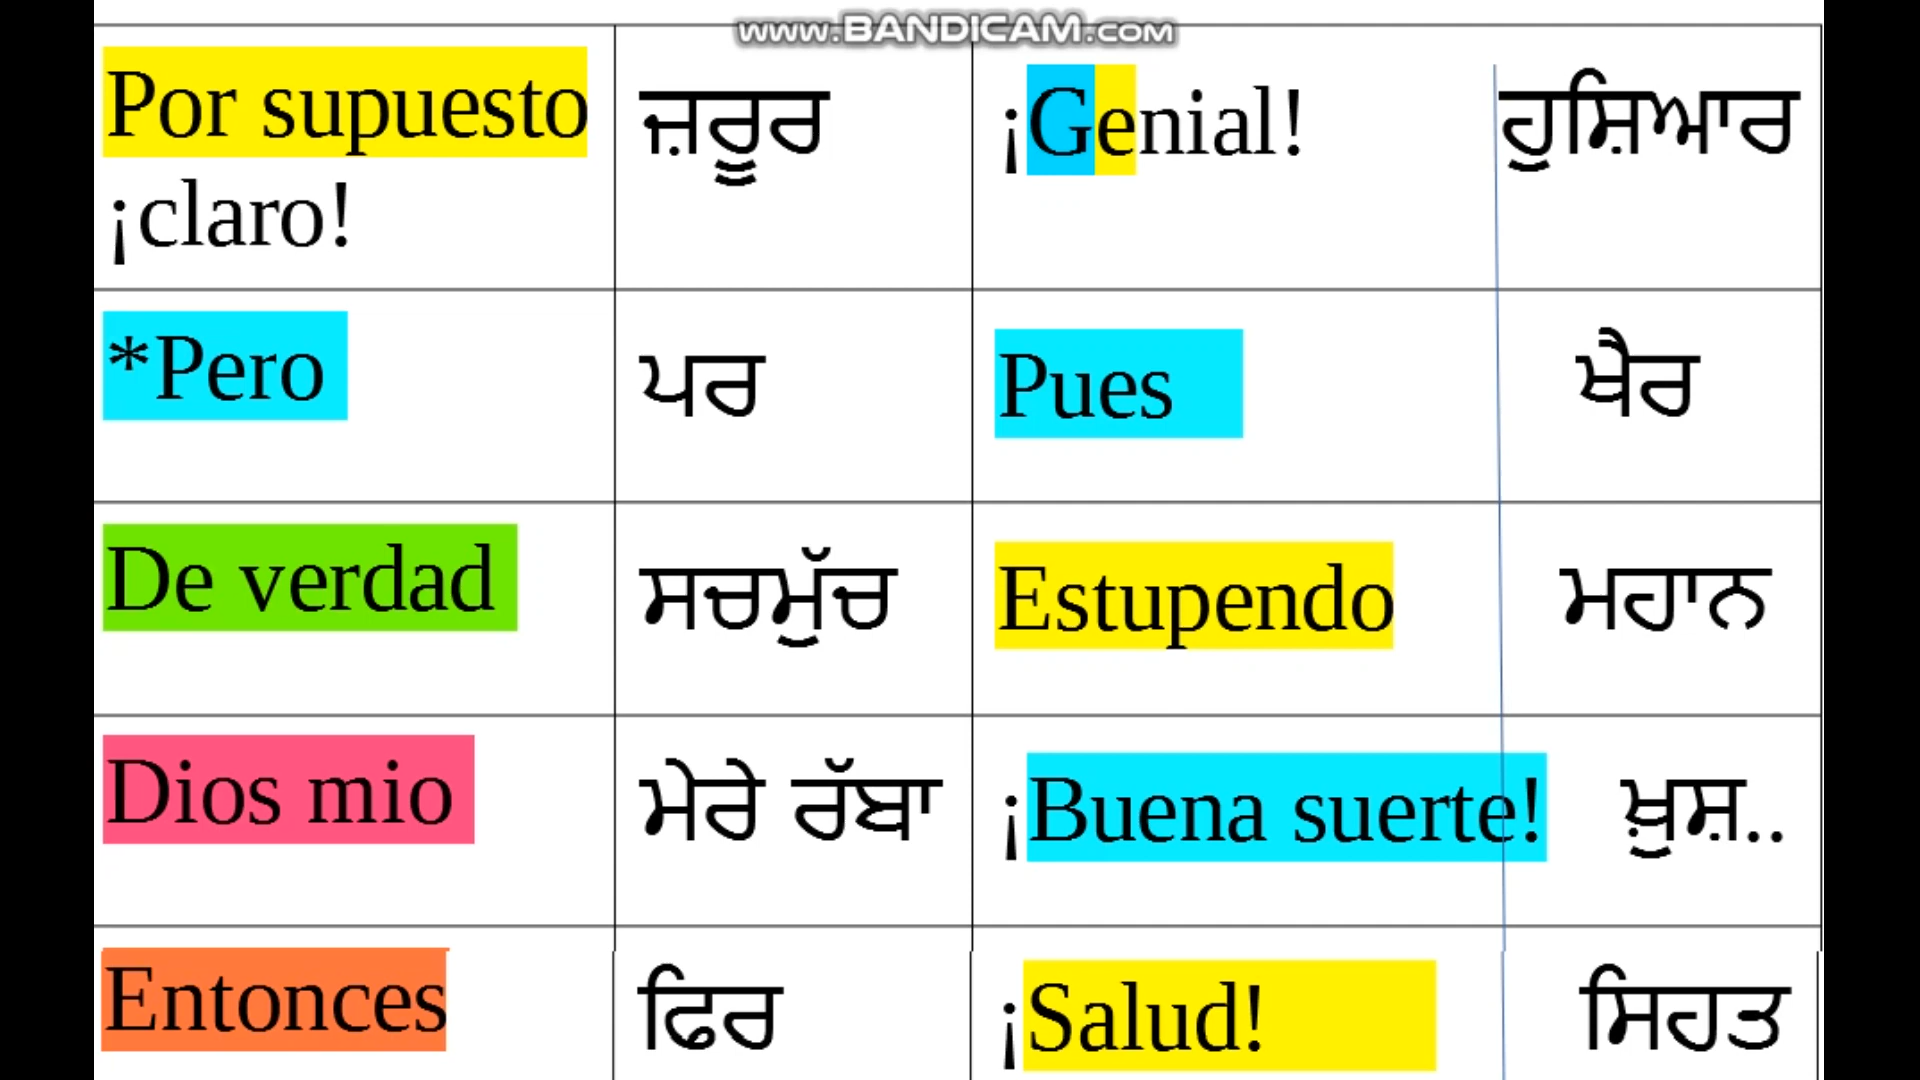 www.BANDICAM.com
Por supuesto ਜ਼ਰੂਰ ¡Genial! ਹੁਸ਼ਿਆਰ
¡claro!
*Pero ਪਰ Pues ਖੈਰ
De verdad ਸਚਮੁੱਚ Estupendo ਮਹਾਨ
Dios mio ਮੇਰੇ ਰੱਬਾ ¡Buena suerte! ਖ਼ੁਸ਼..
Entonces ਫਿਰ ¡Salud! ਸਿਹਤ